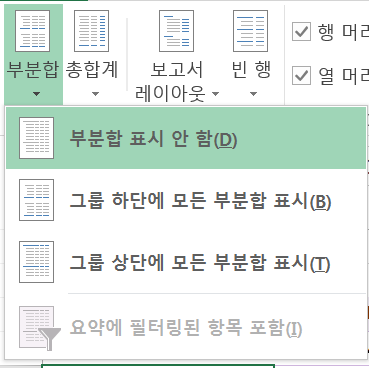 부분합 총합계 보고서 레이아웃 빈 행 행 머리
열 머리
부분합 표시 안 함(D)
그룹 하단에 모든 부분합 표시(B)
그룹 상단에 모든 부분합 표시(T)
요약에 필터링된 항목 포함(I)